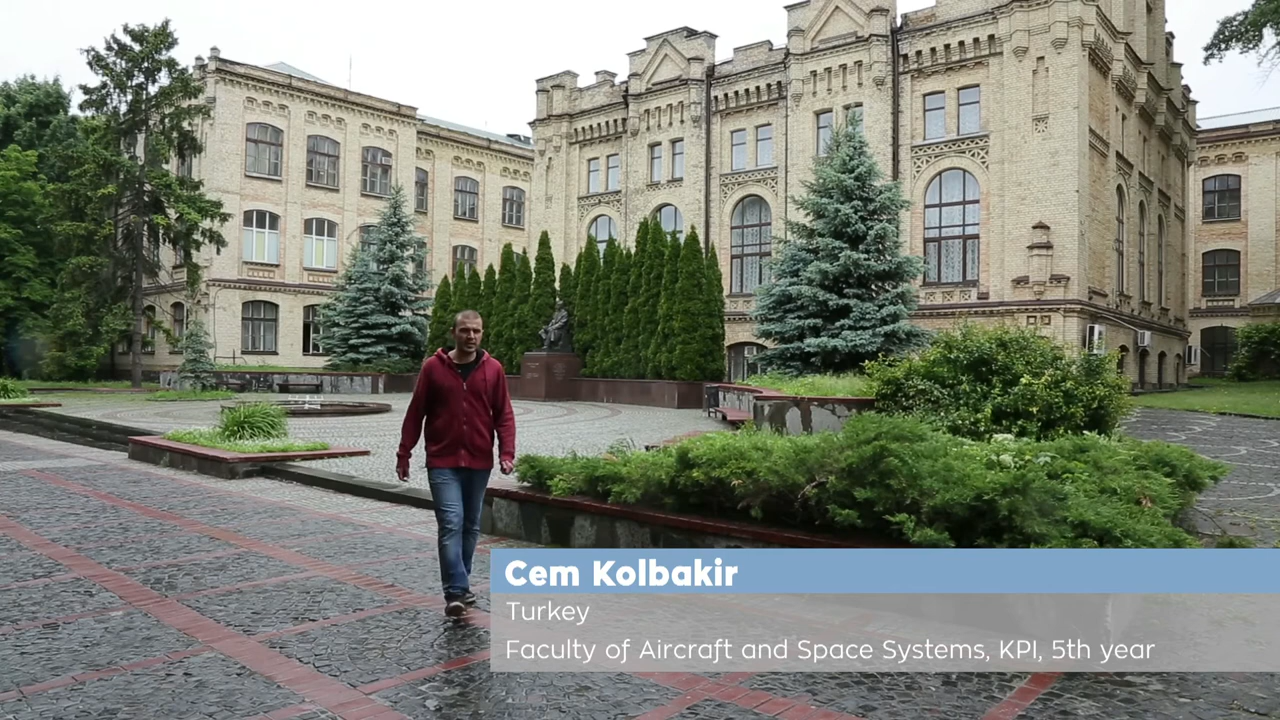 Cem Kolbakir
Turkey
Faculty of Aircraft and Space Systems, KPI, 5th year